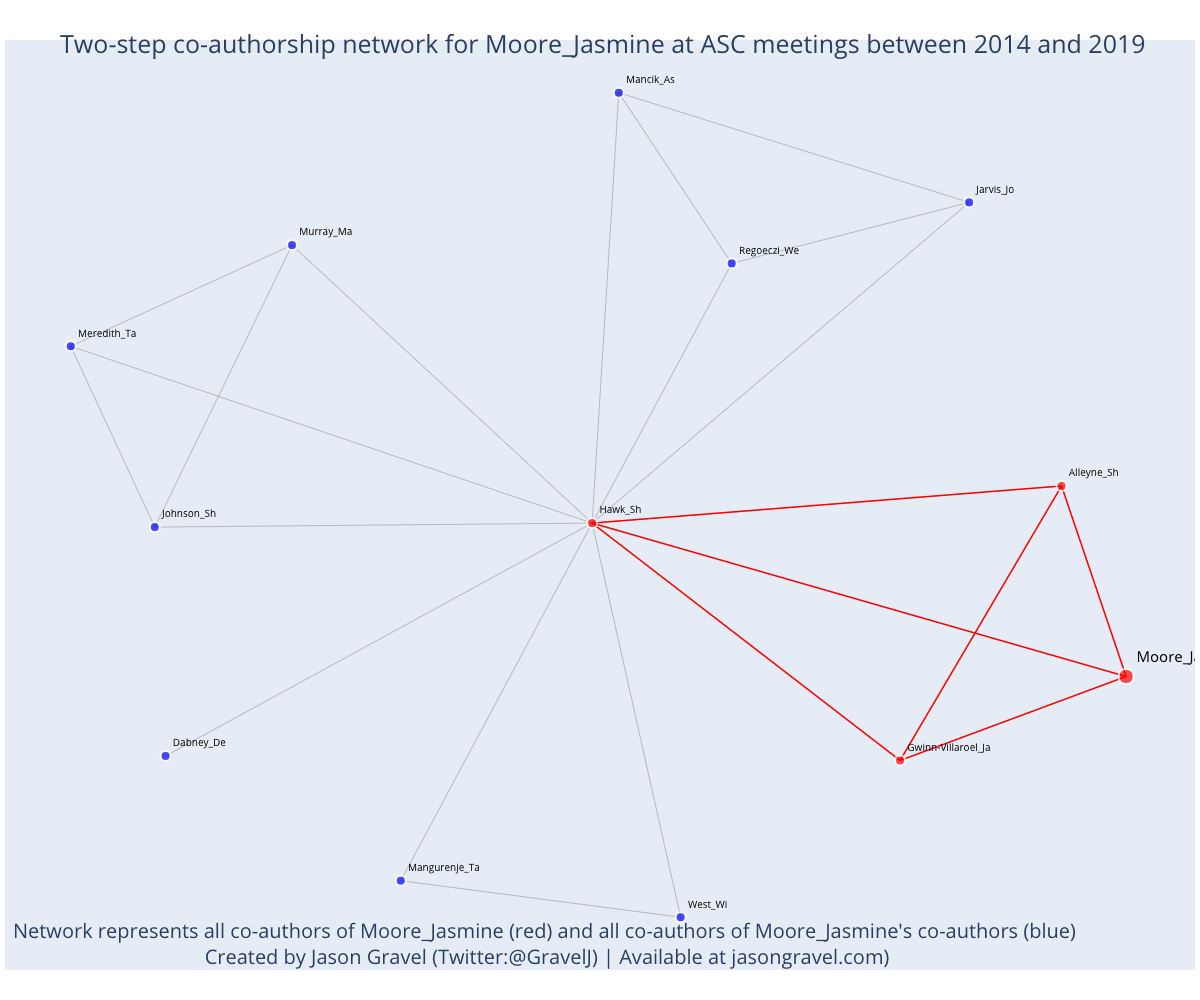 Two-step co-authorship network for Moore_Jasmine at ASC meetings between 2014 and 2019
Mancik_As
Jarvis_Jo
Murray_Ma
Regoeczi_We
Meredith_Ta
Alleyne_Sh
Hawk_Sh
Johnson_Sh
Moore_Ja
Dabney_De
Gwinn-Villaroel_Ja
Mangurenje_Ta
West_Wi
Network represents all co-authors of Moore_Jasmine (red) and all co-authors of Moore_Jasmine's co-authors (blue)
Created by Jason Gravel (Twitter:@GravelJ) | Available at jasongravel.com)